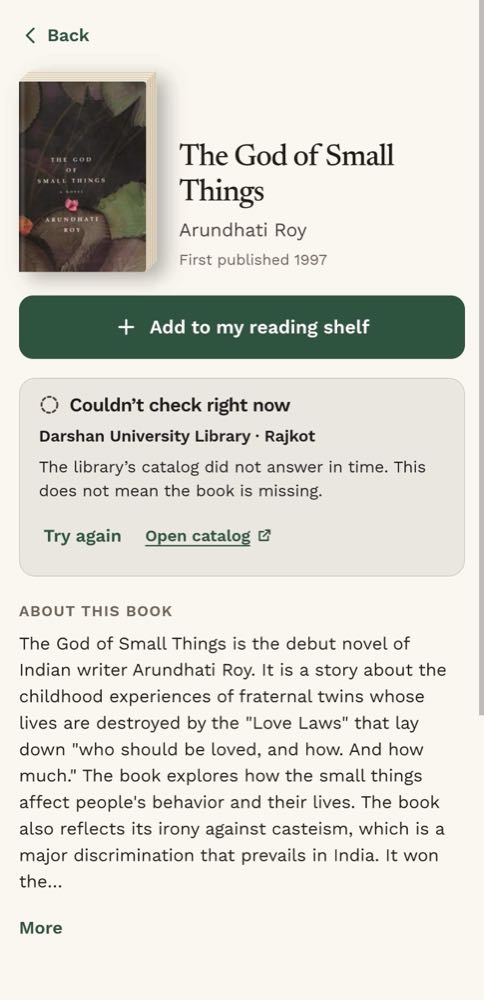 Back
THE GOD
OF
SMALL THINGS
A NOVEL
ARUNDHATI
ROY
The God of Small
Things
Arundhati Roy
First published 1997
Add to my reading shelf
Couldn’t check right now
Darshan University Library · Rajkot
The library’s catalog did not answer in time. This
does not mean the book is missing.
Try again
Open catalog
ABOUT THIS BOOK
The God of Small Things is the debut novel of
Indian writer Arundhati Roy. It is a story about the
childhood experiences of fraternal twins whose
lives are destroyed by the "Love Laws" that lay
down "who should be loved, and how. And how
much." The book explores how the small things
affect people's behavior and their lives. The book
also reflects its irony against casteism, which is a
major discrimination that prevails in India. It won
the...
More